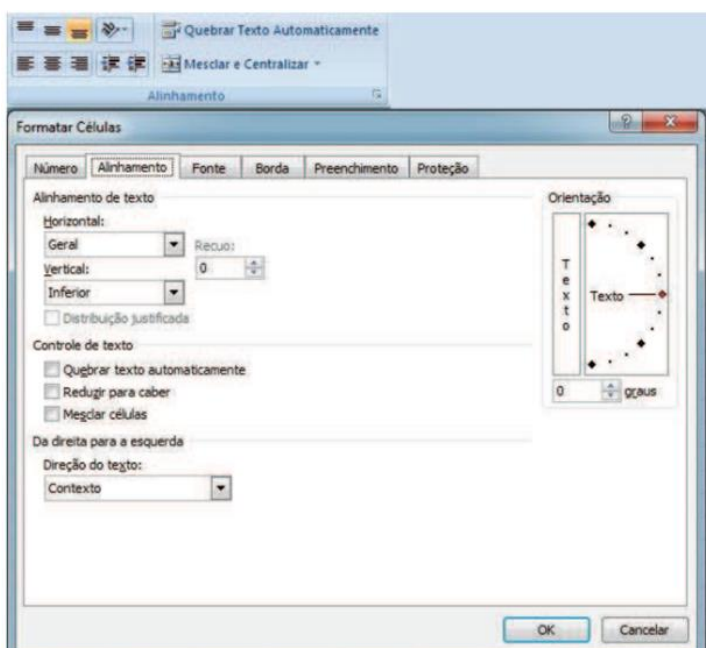 Quebrar Texto Automaticamente
Mesclar e Centralizar
Alinhamento
Formatar Células
Número Alinhamento Fonte Borda Preenchimento Proteção
Alinhamento de texto
Horizontal:
Geral
Recuo:
Vertical:
0
Inferior
Distribuição justificada
Controle de texto
Quebrar texto automaticamente
Reduzir para caber
Mesclar células
Da direita para a esquerda
Direção do texto:
Contexto
Orientação
Texto
Texto
0 graus
OK Cancelar